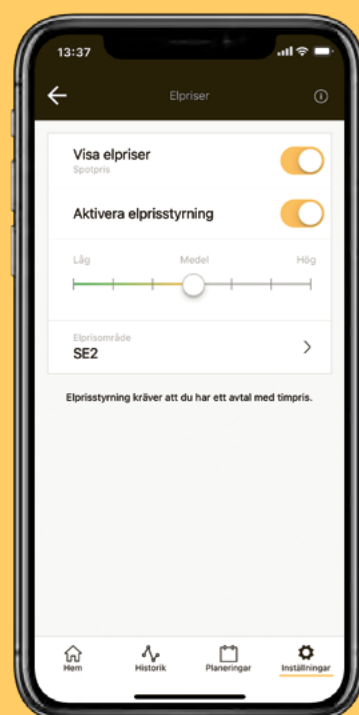 13:37
Elpriser
Visa elpriser
Spotpris
Aktivera elprisstyrning
Låg Medel Hög
Elprisområde
SE2
Elprisstyrning kräver att du har ett avtal med timpris.
Hem Historik Planeringar Inställningar